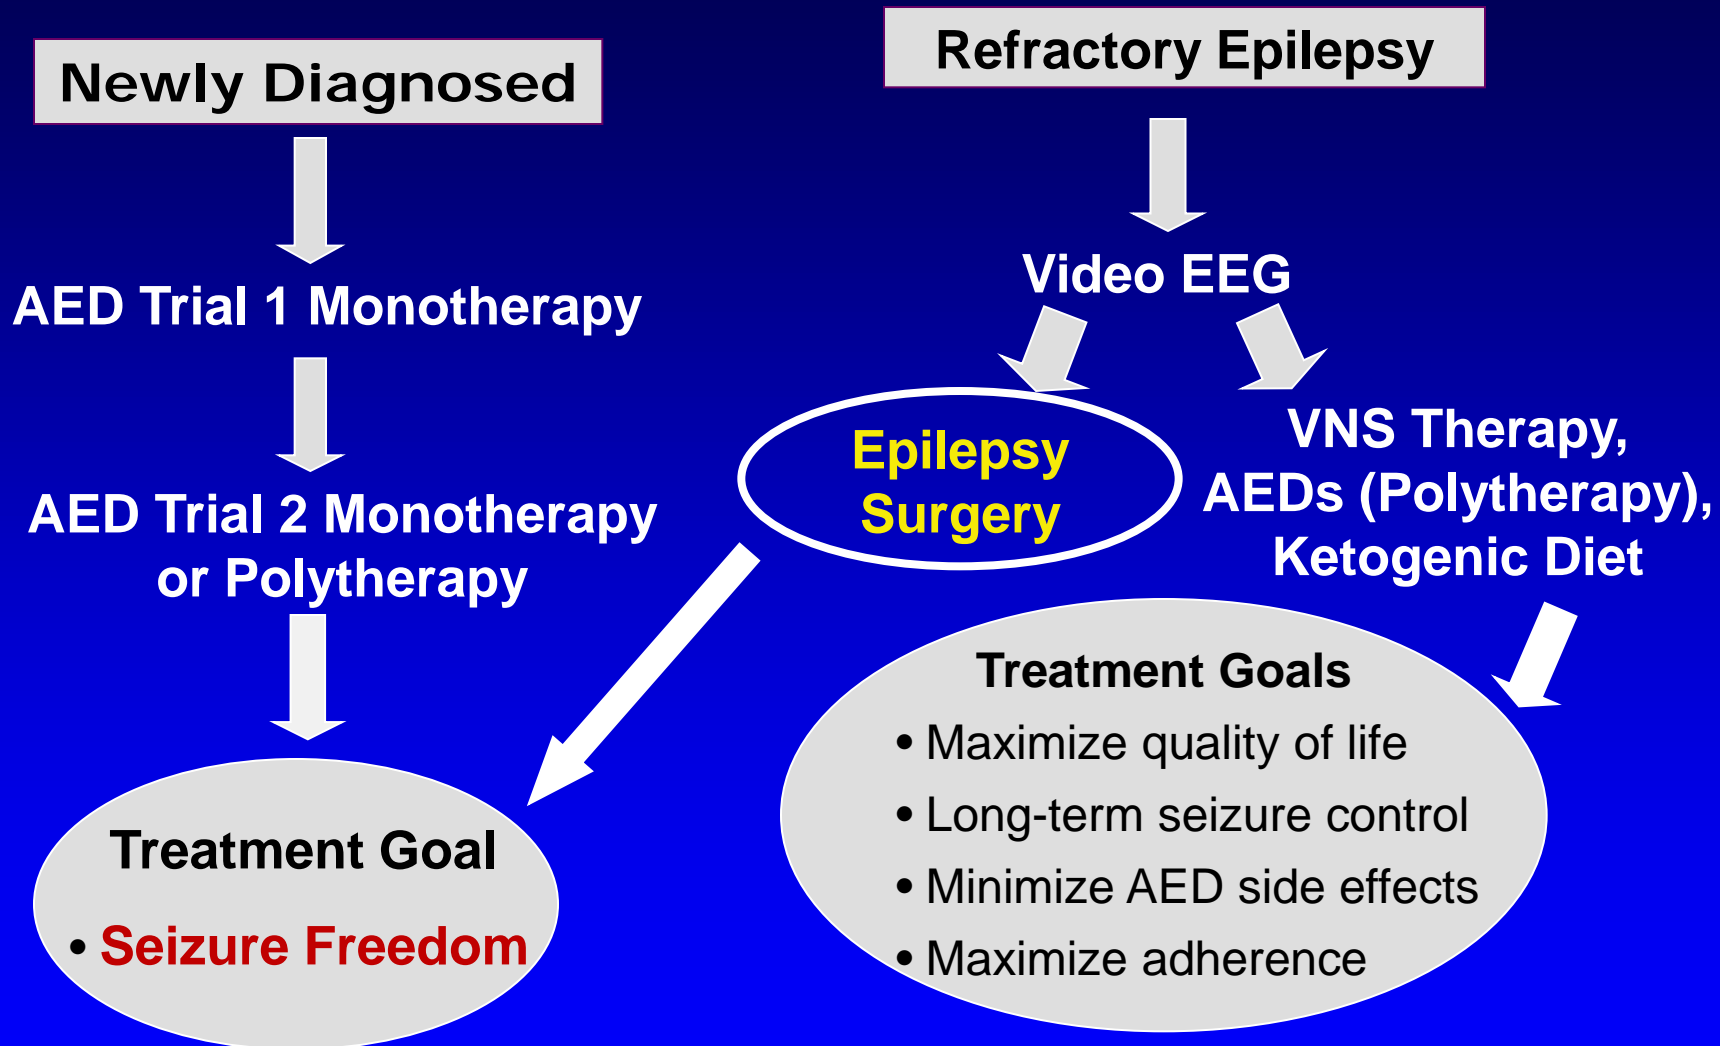 Newly Diagnosed
AED Trial 1 Monotherapy
AED Trial 2 Monotherapy
or Polytherapy
Treatment Goal
• Seizure Freedom
Refractory Epilepsy
Video EEG
Epilepsy
Surgery
VNS Therapy,
AEDs (Polytherapy),
Ketogenic Diet
Treatment Goals
• Maximize quality of life
• Long-term seizure control
• Minimize AED side effects
• Maximize adherence